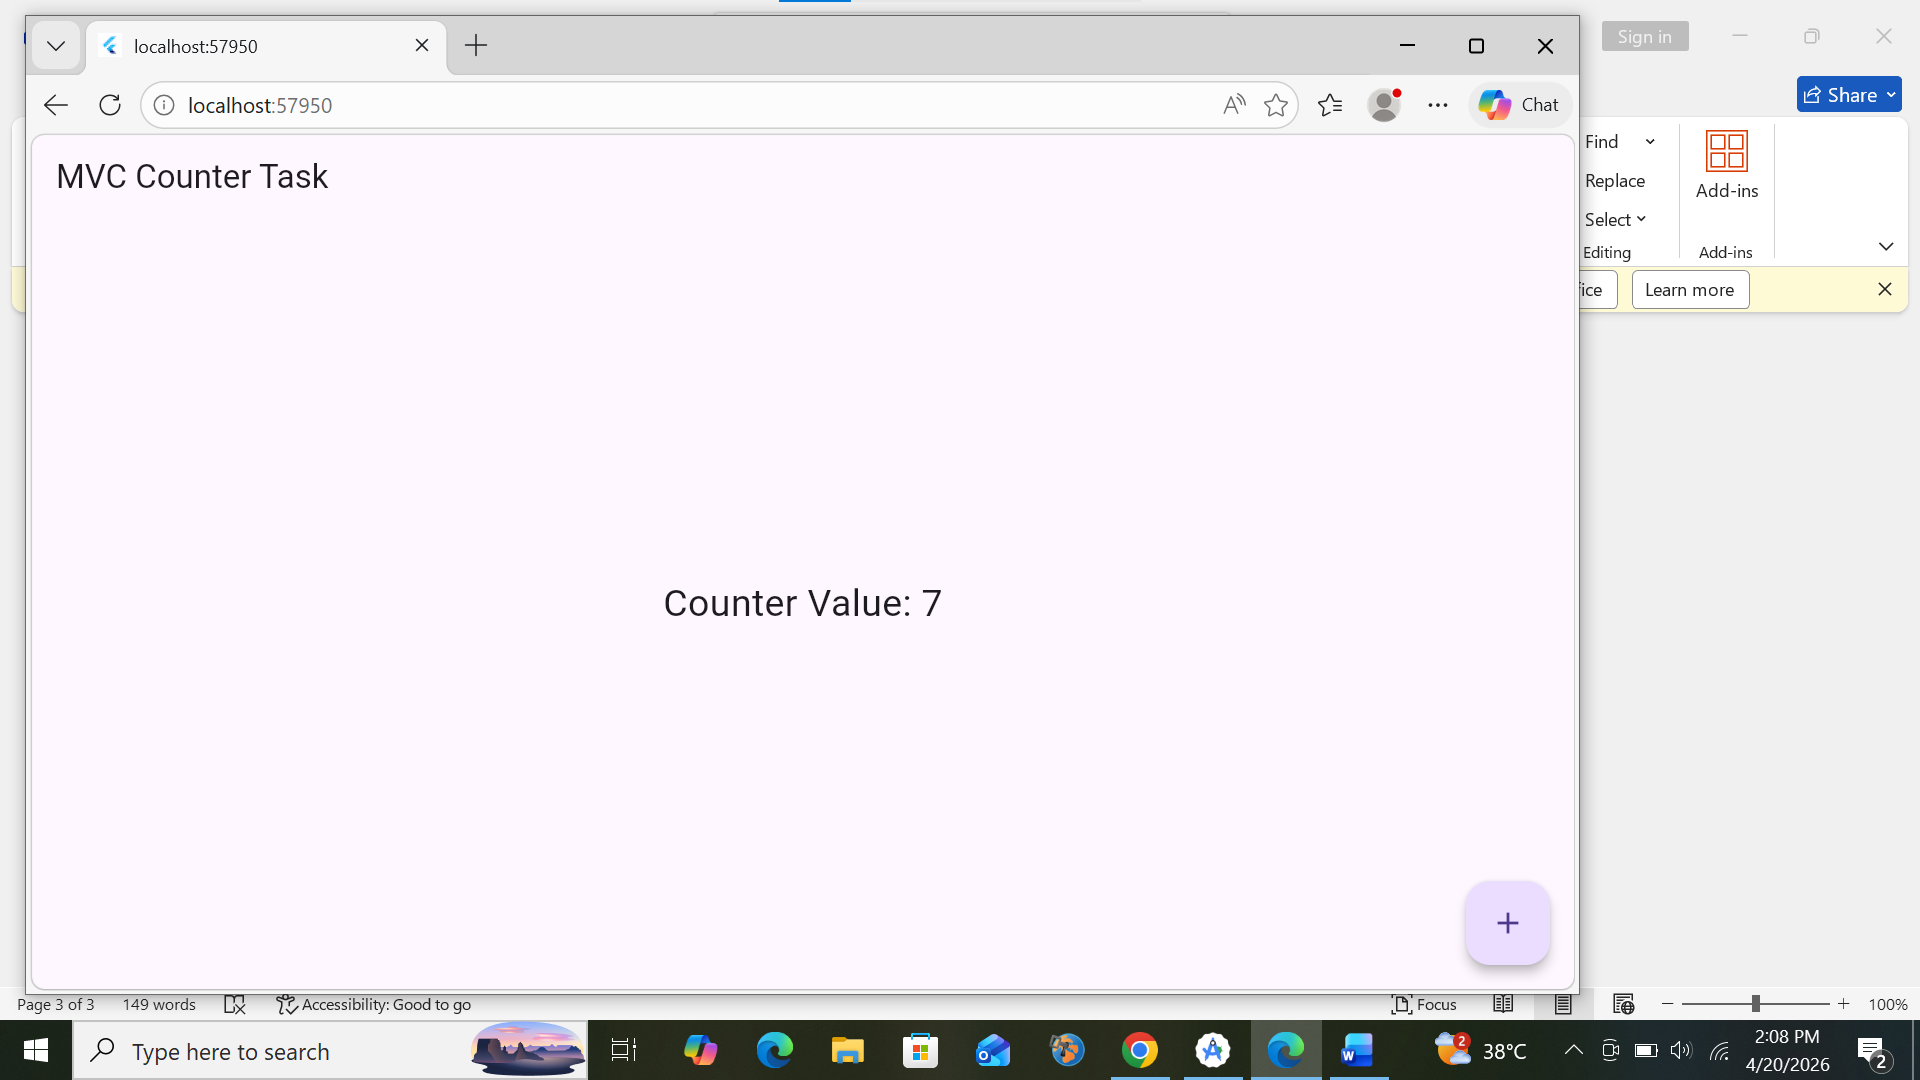 localhost:57950
Sign in
localhost:57950
Chat
Share
MVC Counter Task
Find
Replace
Select
Editing
Add-ins
Add-ins
fice
Learn more
Counter Value: 7
+
Page 3 of 3
149 words
Accessibility: Good to go
Focus
100%
Type here to search
2
38°C
2:08 PM
4/20/2026
2